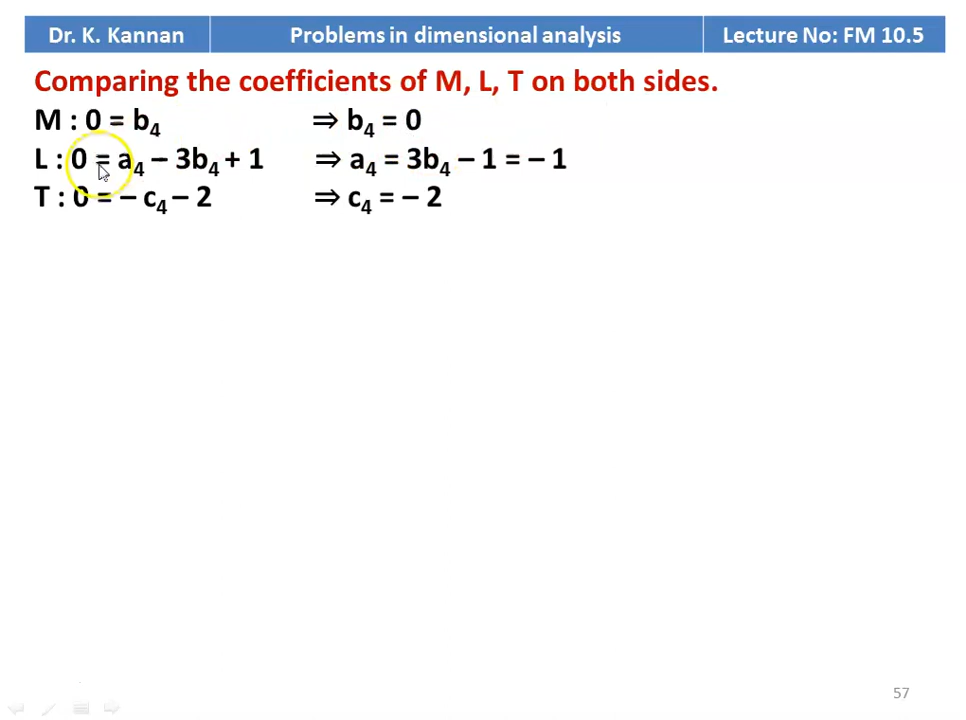 Dr. K. Kannan Problems in dimensional analysis Lecture No: FM 10.5
Comparing the coefficients of M, L, T on both sides.
M : 0 = b₄ ⇒ b₄ = 0
L : 0 = a₄ – 3b₄ + 1 ⇒ a₄ = 3b₄ – 1 = – 1
T : 0 = – c₄ – 2 ⇒ c₄ = – 2
57